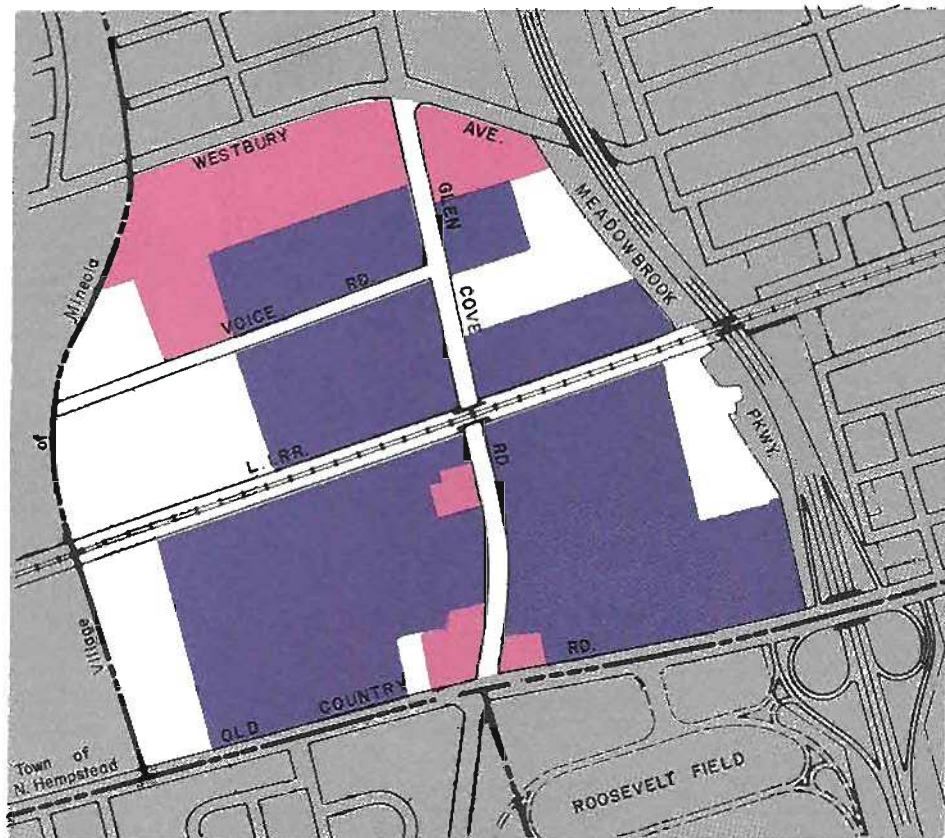 WESTBURY AVE.
GLEN COVE RD.
MEADOWBROOK PKWY.
VOICE RD.
L.I.R.R.
Village of Mineola
OLD COUNTRY RD.
Town of
N. Hempstead
ROOSEVELT FIELD